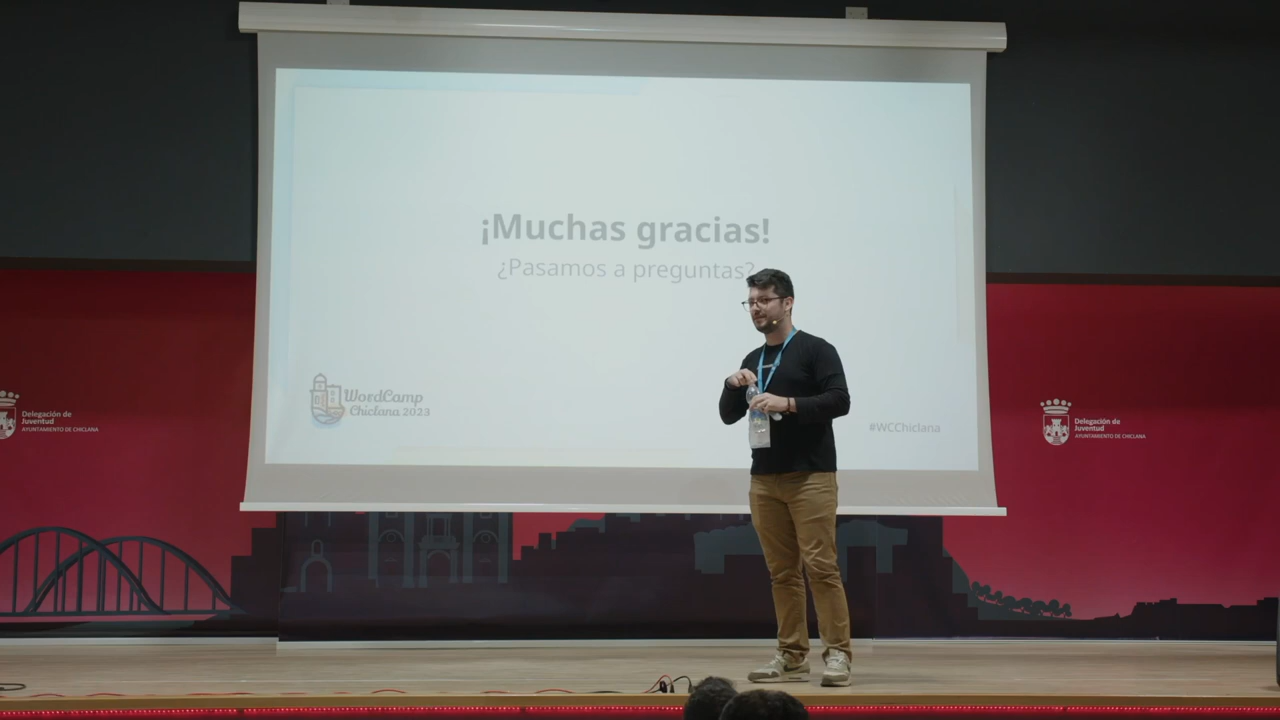 ¡Muchas gracias!
¿Pasamos a preguntas?
WordCamp
Chiclana 2023
#WCChiclana
Delegación de
Juventud
AYUNTAMIENTO DE CHICLANA
Delegación de
Juventud
AYUNTAMIENTO DE CHICLANA